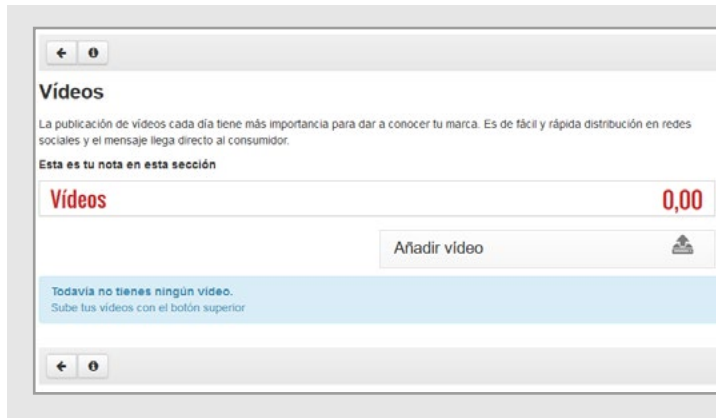 Vídeos
La publicación de vídeos cada día tiene más importancia para dar a conocer tu marca. Es de fácil y rápida distribución en redes
sociales y el mensaje llega directo al consumidor.
Esta es tu nota en esta sección
Vídeos 0,00
Añadir vídeo
Todavía no tienes ningún vídeo.
Sube tus vídeos con el botón superior